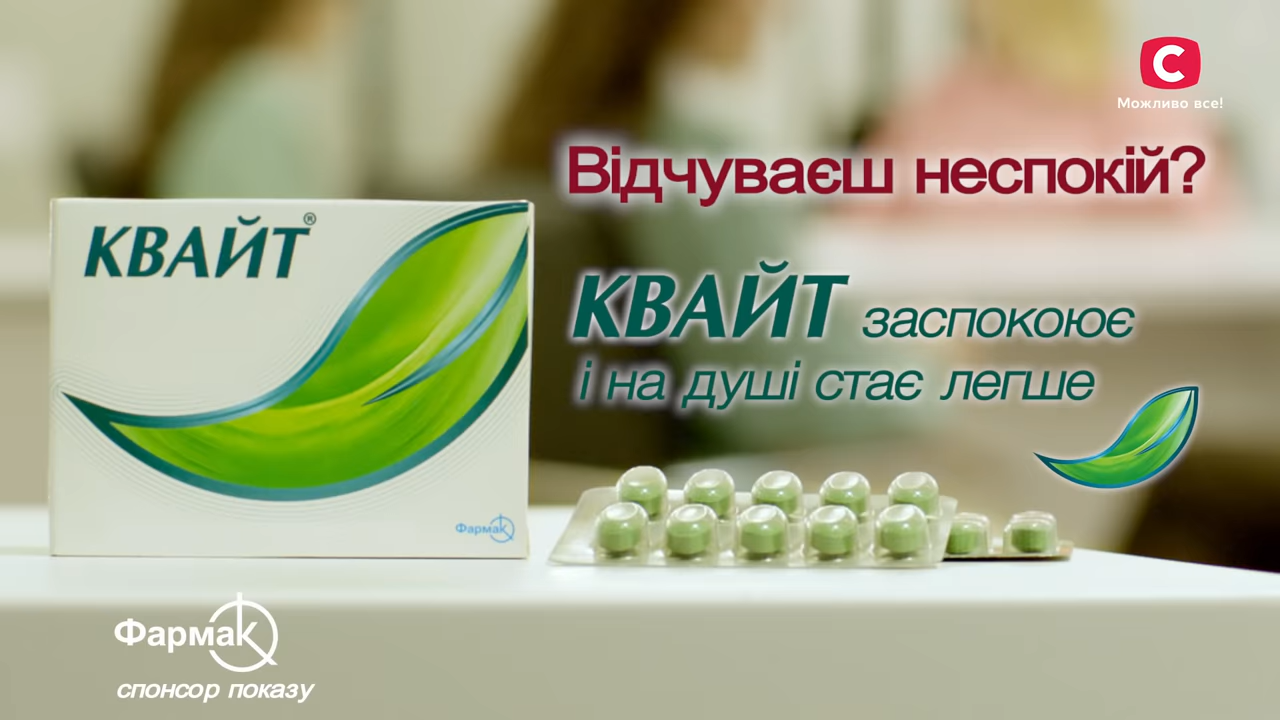 С
Можливо все!
Відчуваєш неспокій?
КВАЙТ®
КВАЙТ заспокоює
і на душі стає легше
Фармак
Фармак
спонсор показу